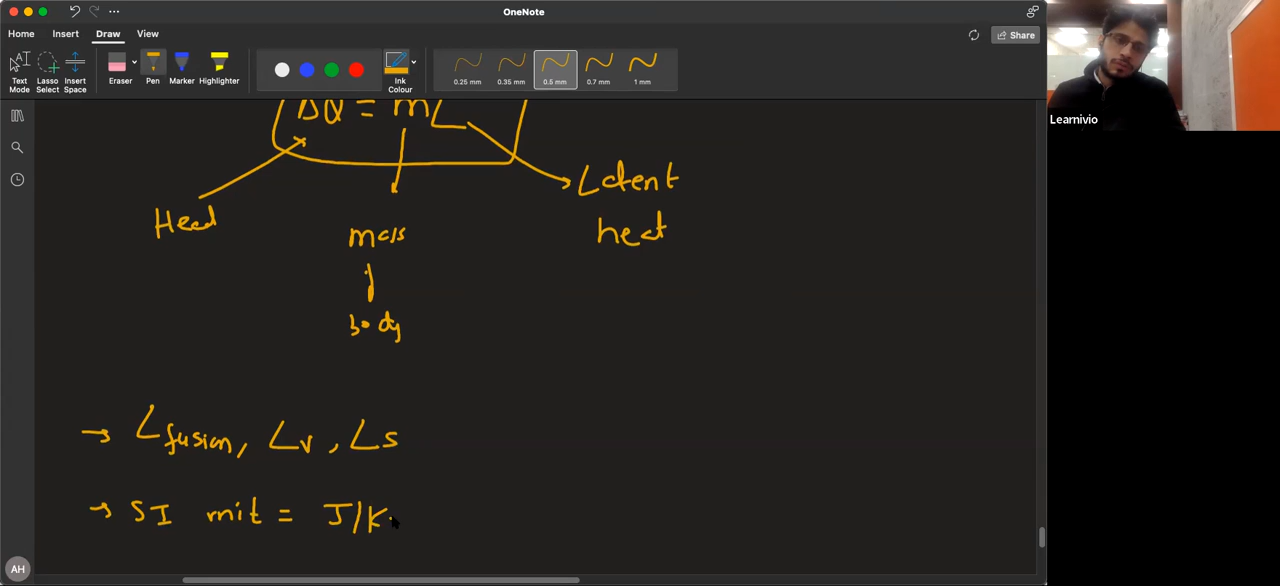 OneNote
Home Insert Draw View
Share
Text Mode Lasso Select Insert Space Eraser Pen Marker Highlighter Ink Colour 0.25 mm 0.35 mm 0.5 mm 0.7 mm 1 mm
Learnivio
ΔQ = mL
Latent
Heat
mass
heat
body
→ Lfusion, Lv, Ls
→ SI unit = J/K
AH